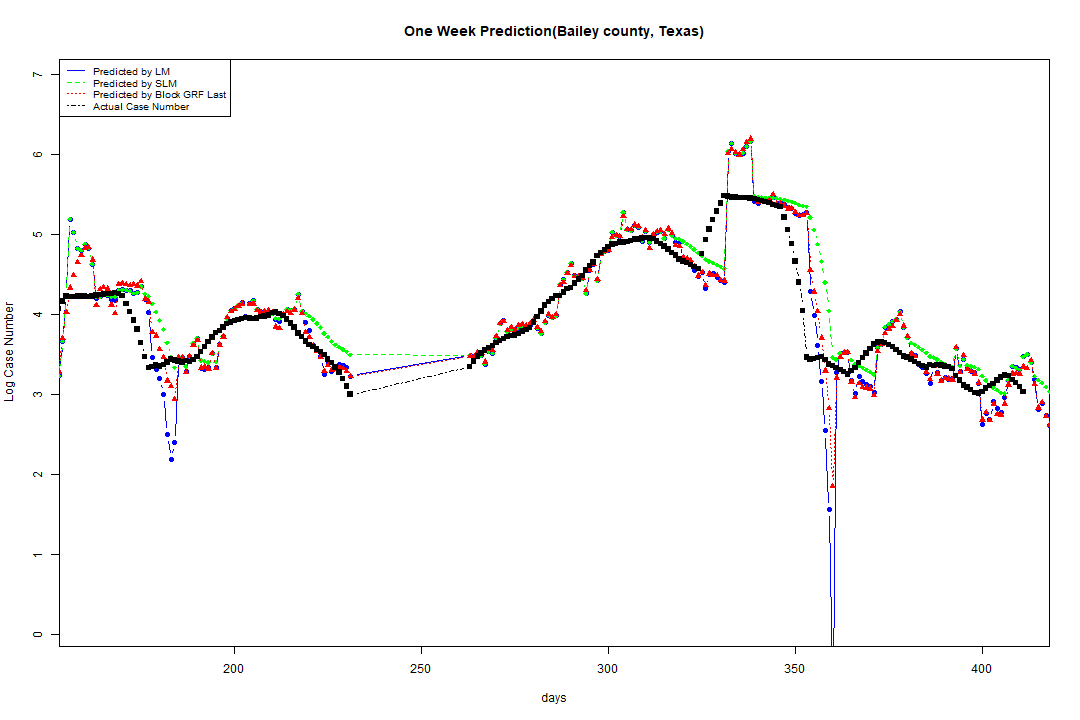 One Week Prediction(Bailey county, Texas)
Predicted by LM
Predicted by SLM
Predicted by Block GRF Last
Actual Case Number
7
6
5
4
3
2
1
0
Log Case Number
200 250 300 350 400
days